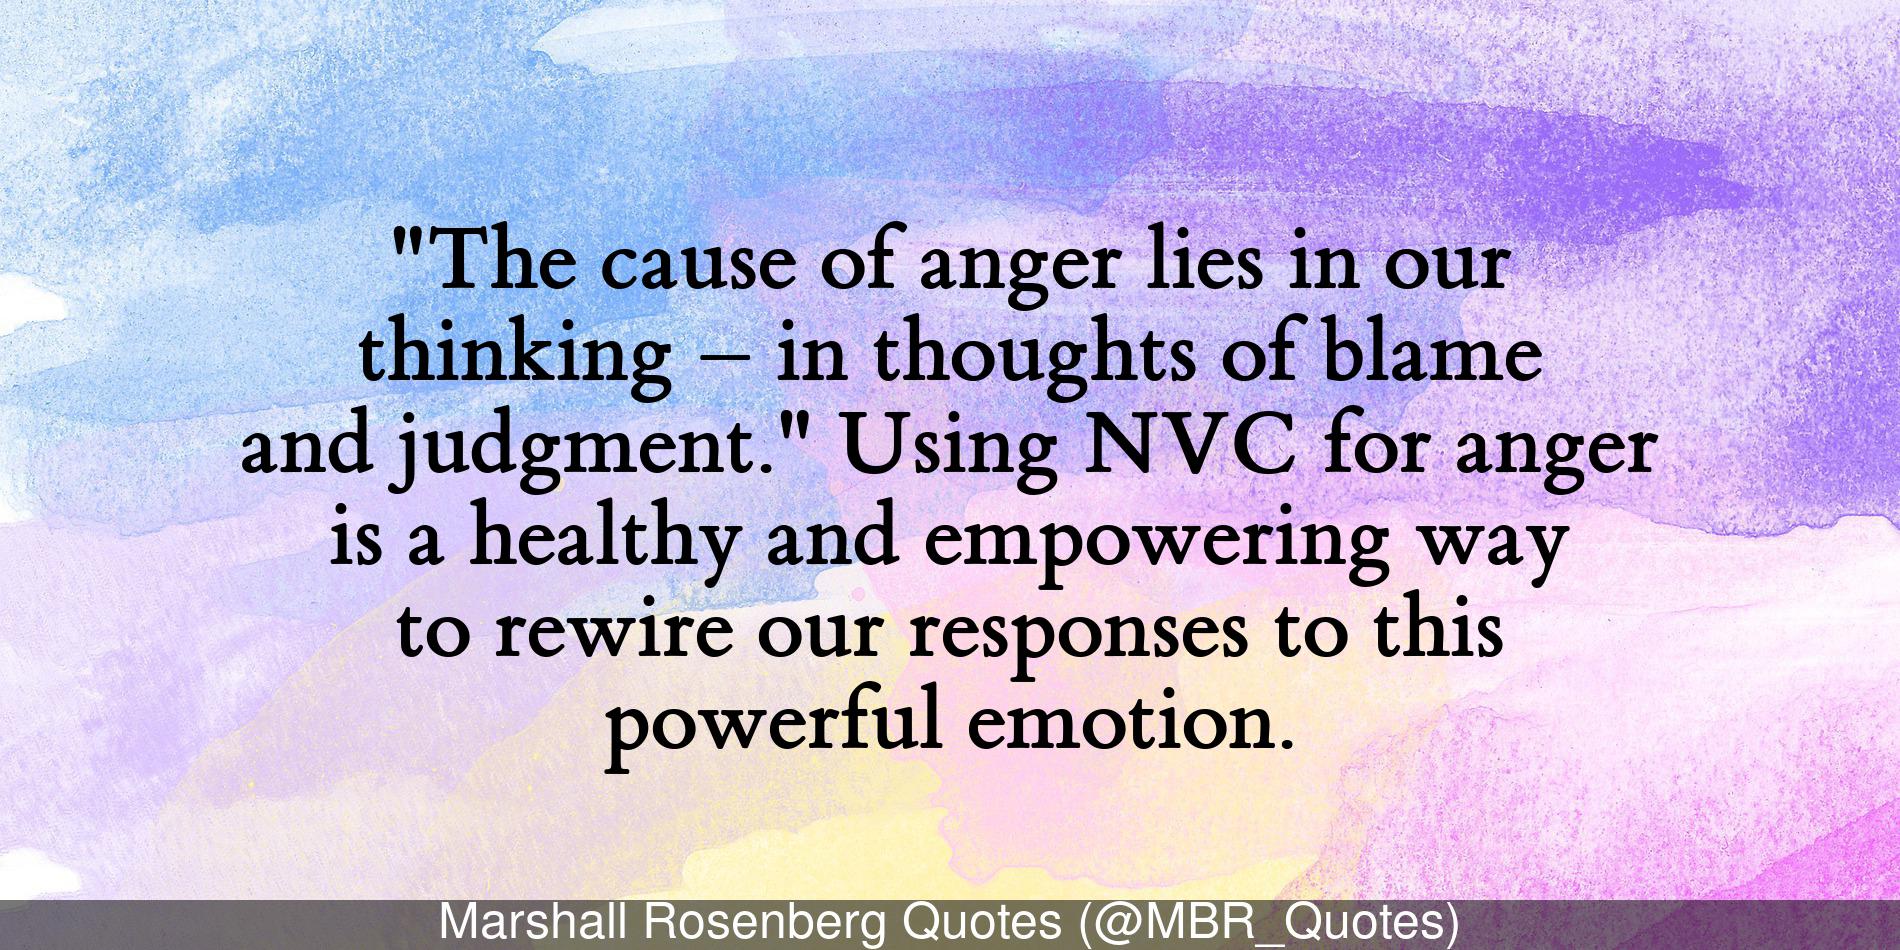 "The cause of anger lies in our
thinking – in thoughts of blame
and judgment." Using NVC for anger
is a healthy and empowering way
to rewire our responses to this
powerful emotion.
Marshall Rosenberg Quotes (@MBR_Quotes)